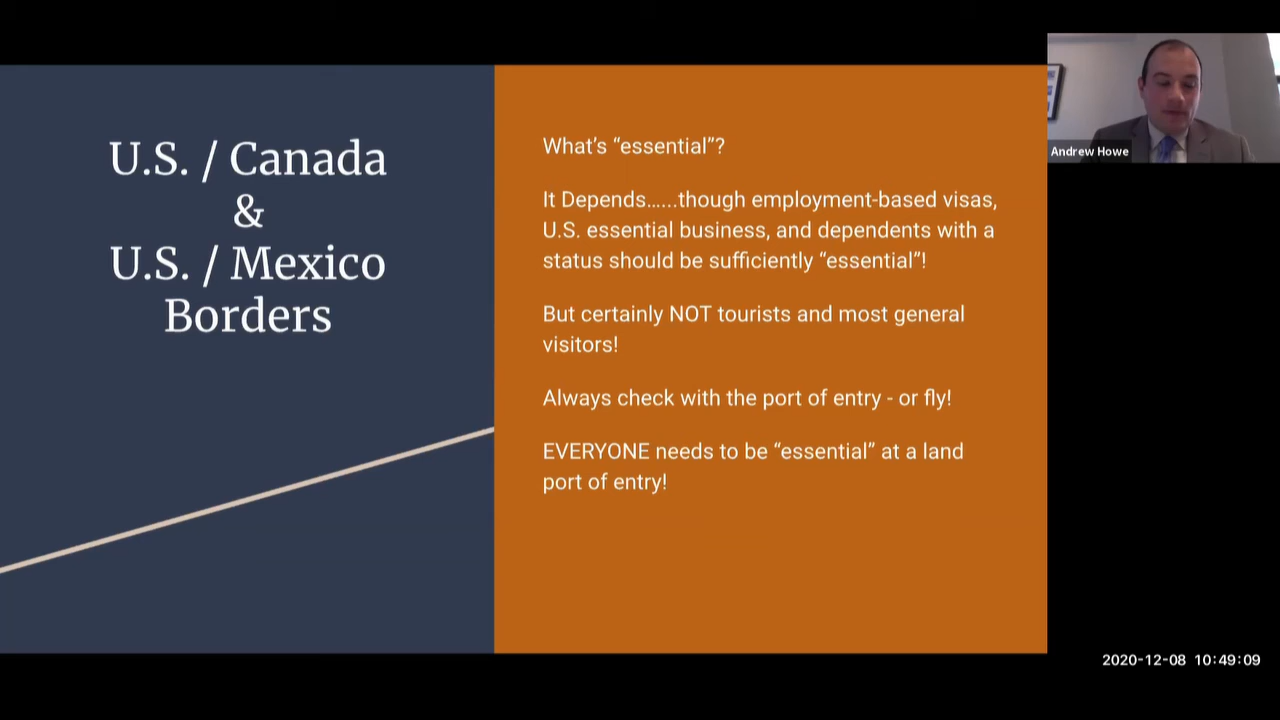 U.S. / Canada
&
U.S. / Mexico
Borders
What’s “essential”?
It Depends…...though employment-based visas,
U.S. essential business, and dependents with a
status should be sufficiently “essential”!
But certainly NOT tourists and most general
visitors!
Always check with the port of entry - or fly!
EVERYONE needs to be “essential” at a land
port of entry!
Andrew Howe
2020-12-08 10:49:09